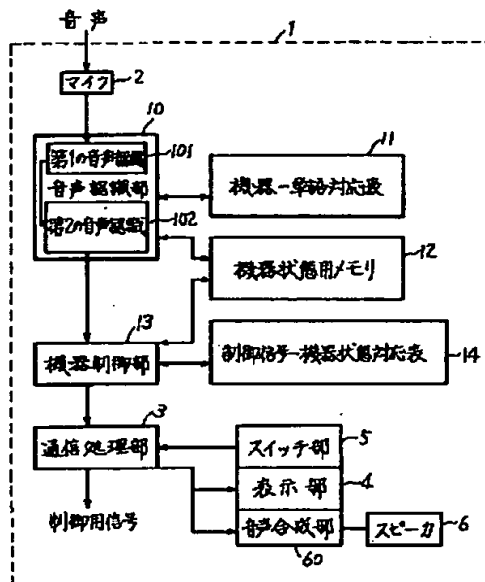 音声
1
マイク
2
10
第1の音声認識
101
音声認識部
第2の音声認識
102
11
機器－単語対応表
12
機器状態用メモリ
13
機器制御部
制御信号－機器状態対応表
14
3
通信処理部
スイッチ部
5
表示部
4
音声合成部
60
スピーカ
6
制御用信号